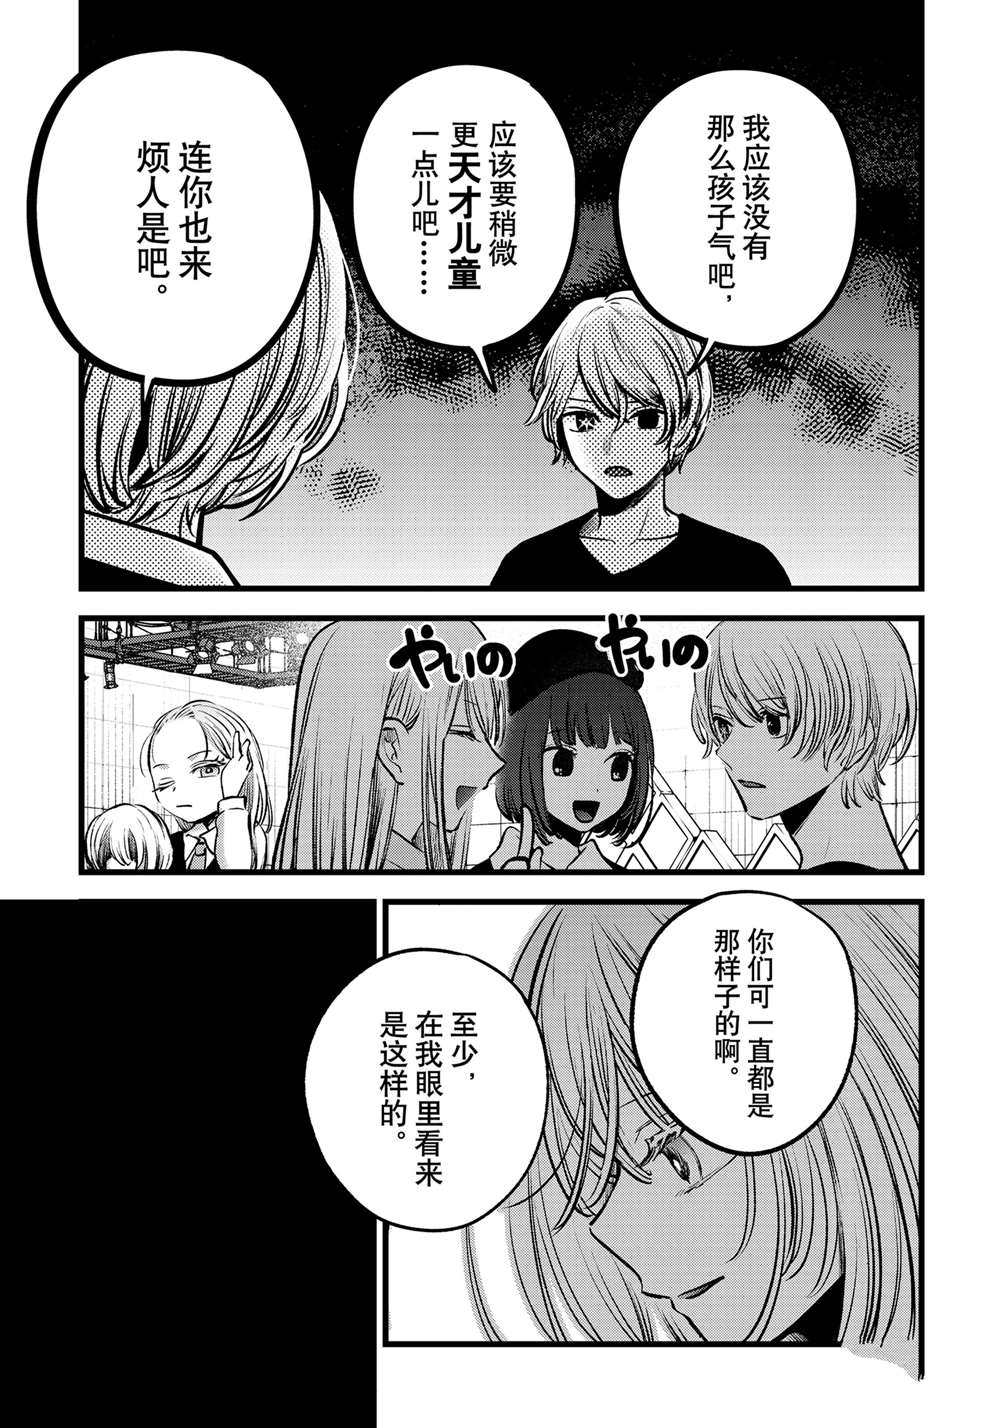 我应该没有
那么孩子气吧，
应该要稍微
更天才儿童
一点儿吧……
连你也来
烦人是吧。
やいの
やいの
你们可一直都是
那样子的啊。
至少，
在我眼里看来
是这样的。